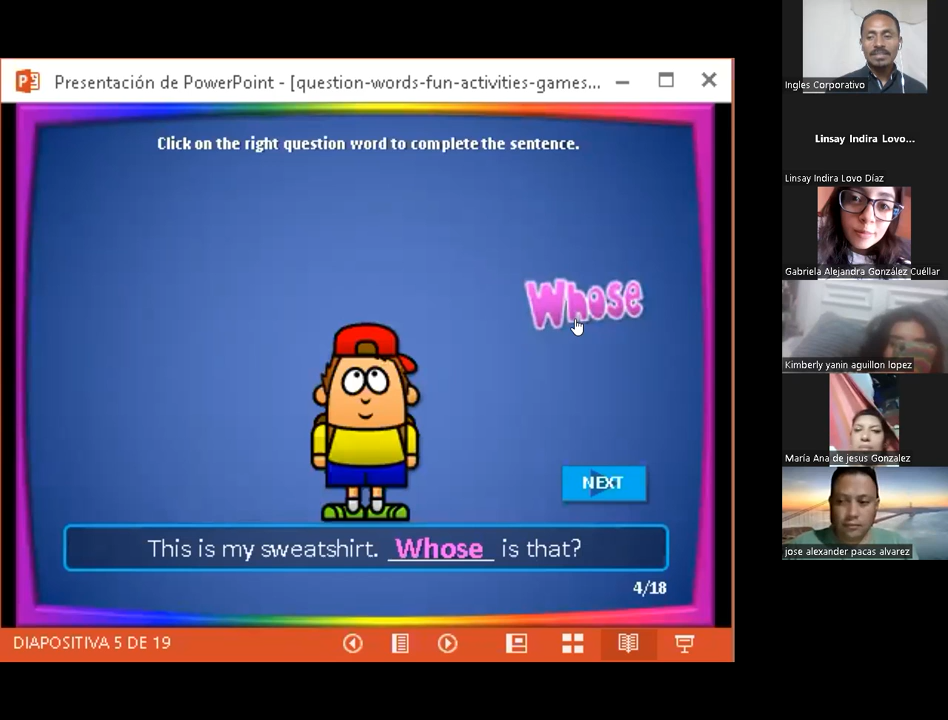 Presentación de PowerPoint - [question-words-fun-activities-games...
Click on the right question word to complete the sentence.
Whose
NEXT
This is my sweatshirt. Whose is that?
4/18
DIAPOSITIVA 5 DE 19
Ingles Corporativo
Linsay Indira Lovo...
Linsay Indira Lovo Díaz
Gabriela Alejandra González Cuéllar
Kimberly yanin aguillon lopez
María Ana de jesus Gonzalez
jose alexander pacas alvarez